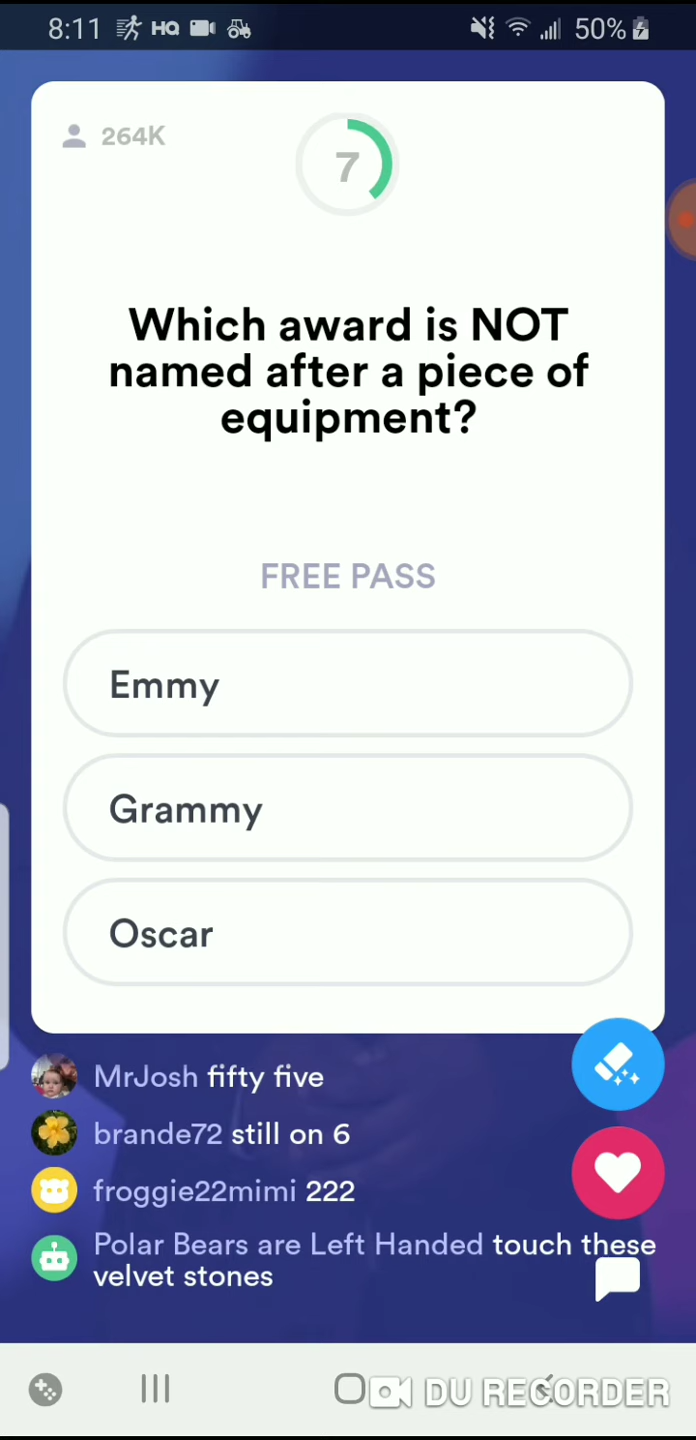 8:11 HQ 50%
264K
7
Which award is NOT
named after a piece of
equipment?
FREE PASS
Emmy
Grammy
Oscar
MrJosh fifty five
brande72 still on 6
froggie22mimi 222
Polar Bears are Left Handed touch these
velvet stones
DU RECORDER